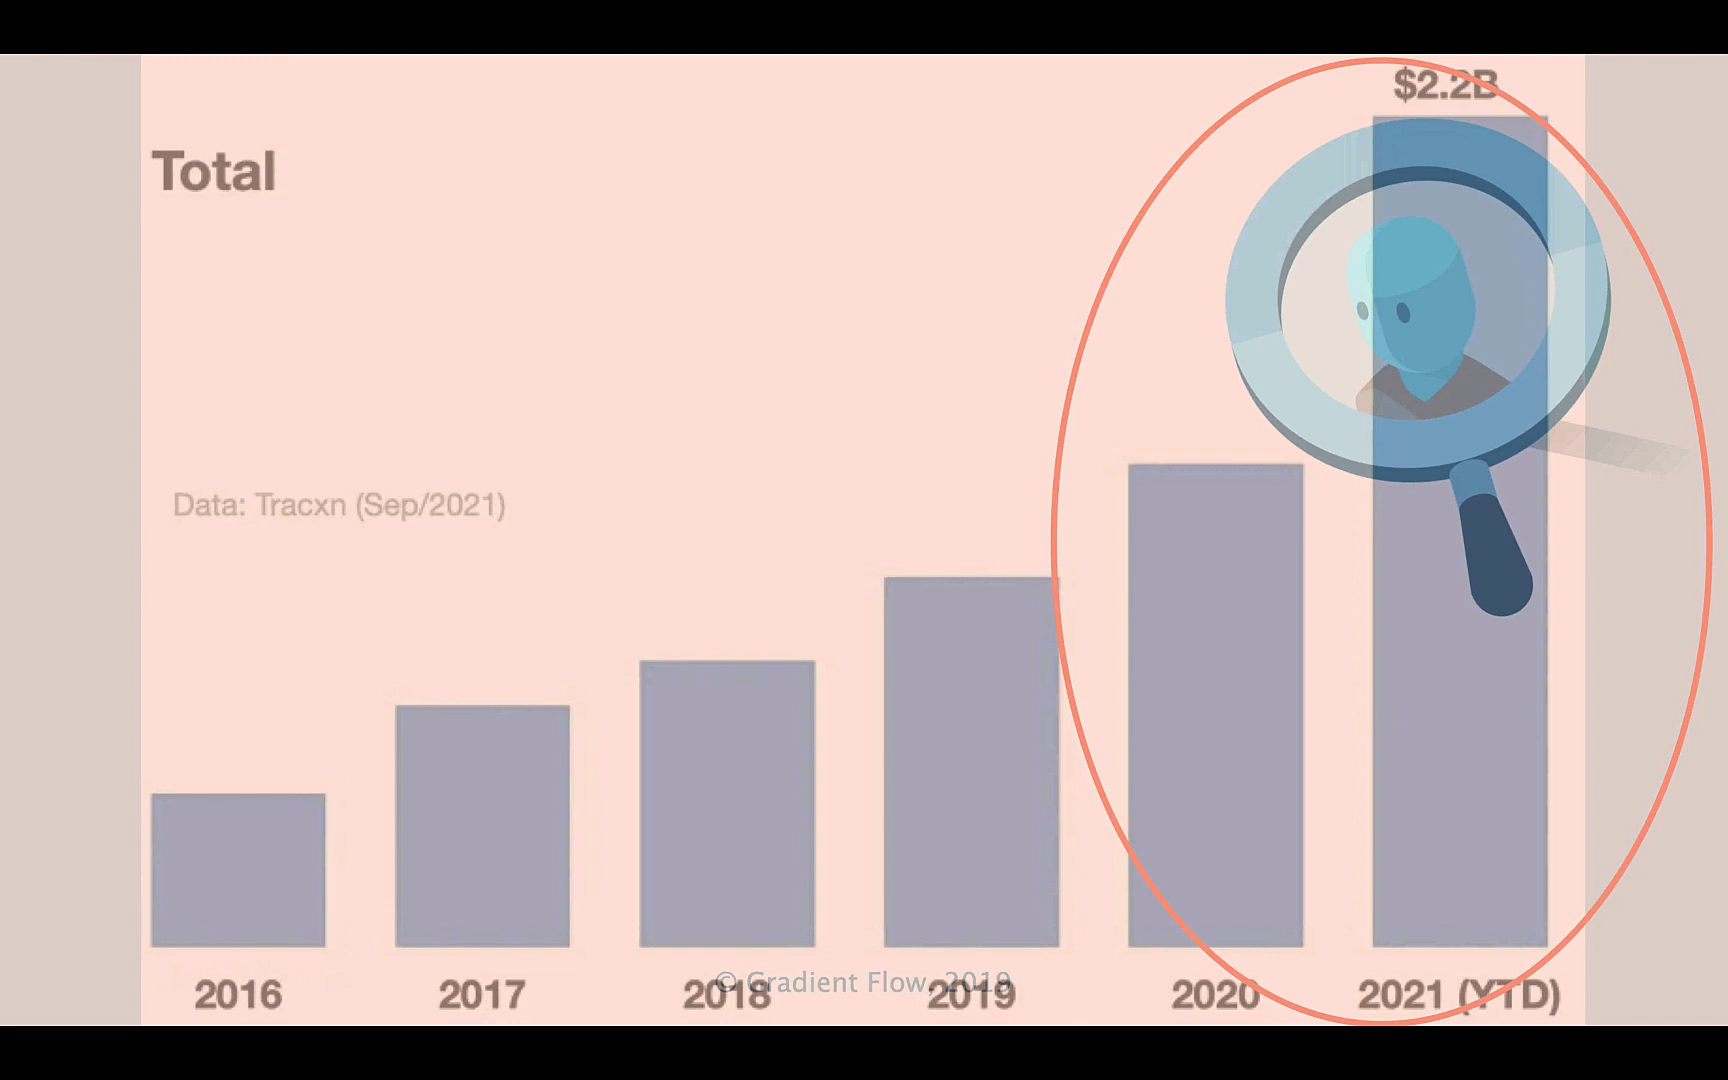 $2.2B
Total
Data: Tracxn (Sep/2021)
© Gradient Flow, 2019
2016
2017
2018
2019
2020
2021 (YTD)